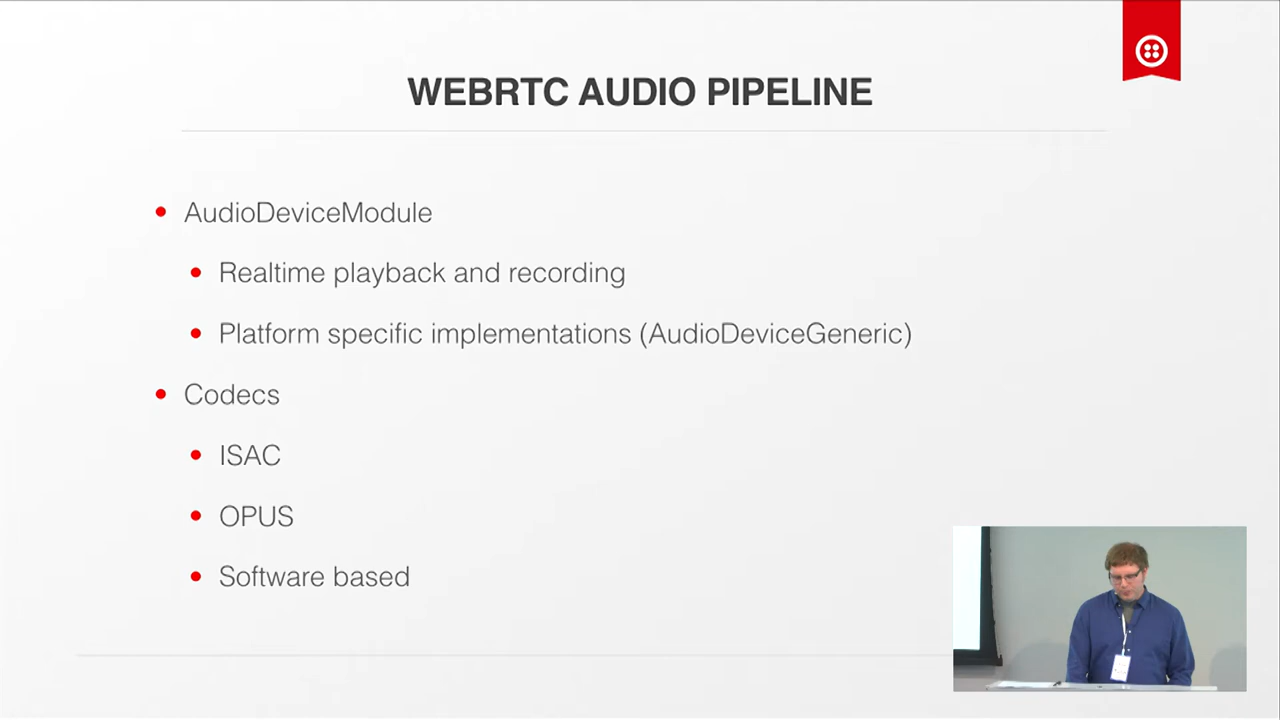 WEBRTC AUDIO PIPELINE
AudioDeviceModule
Realtime playback and recording
Platform specific implementations (AudioDeviceGeneric)
Codecs
ISAC
OPUS
Software based